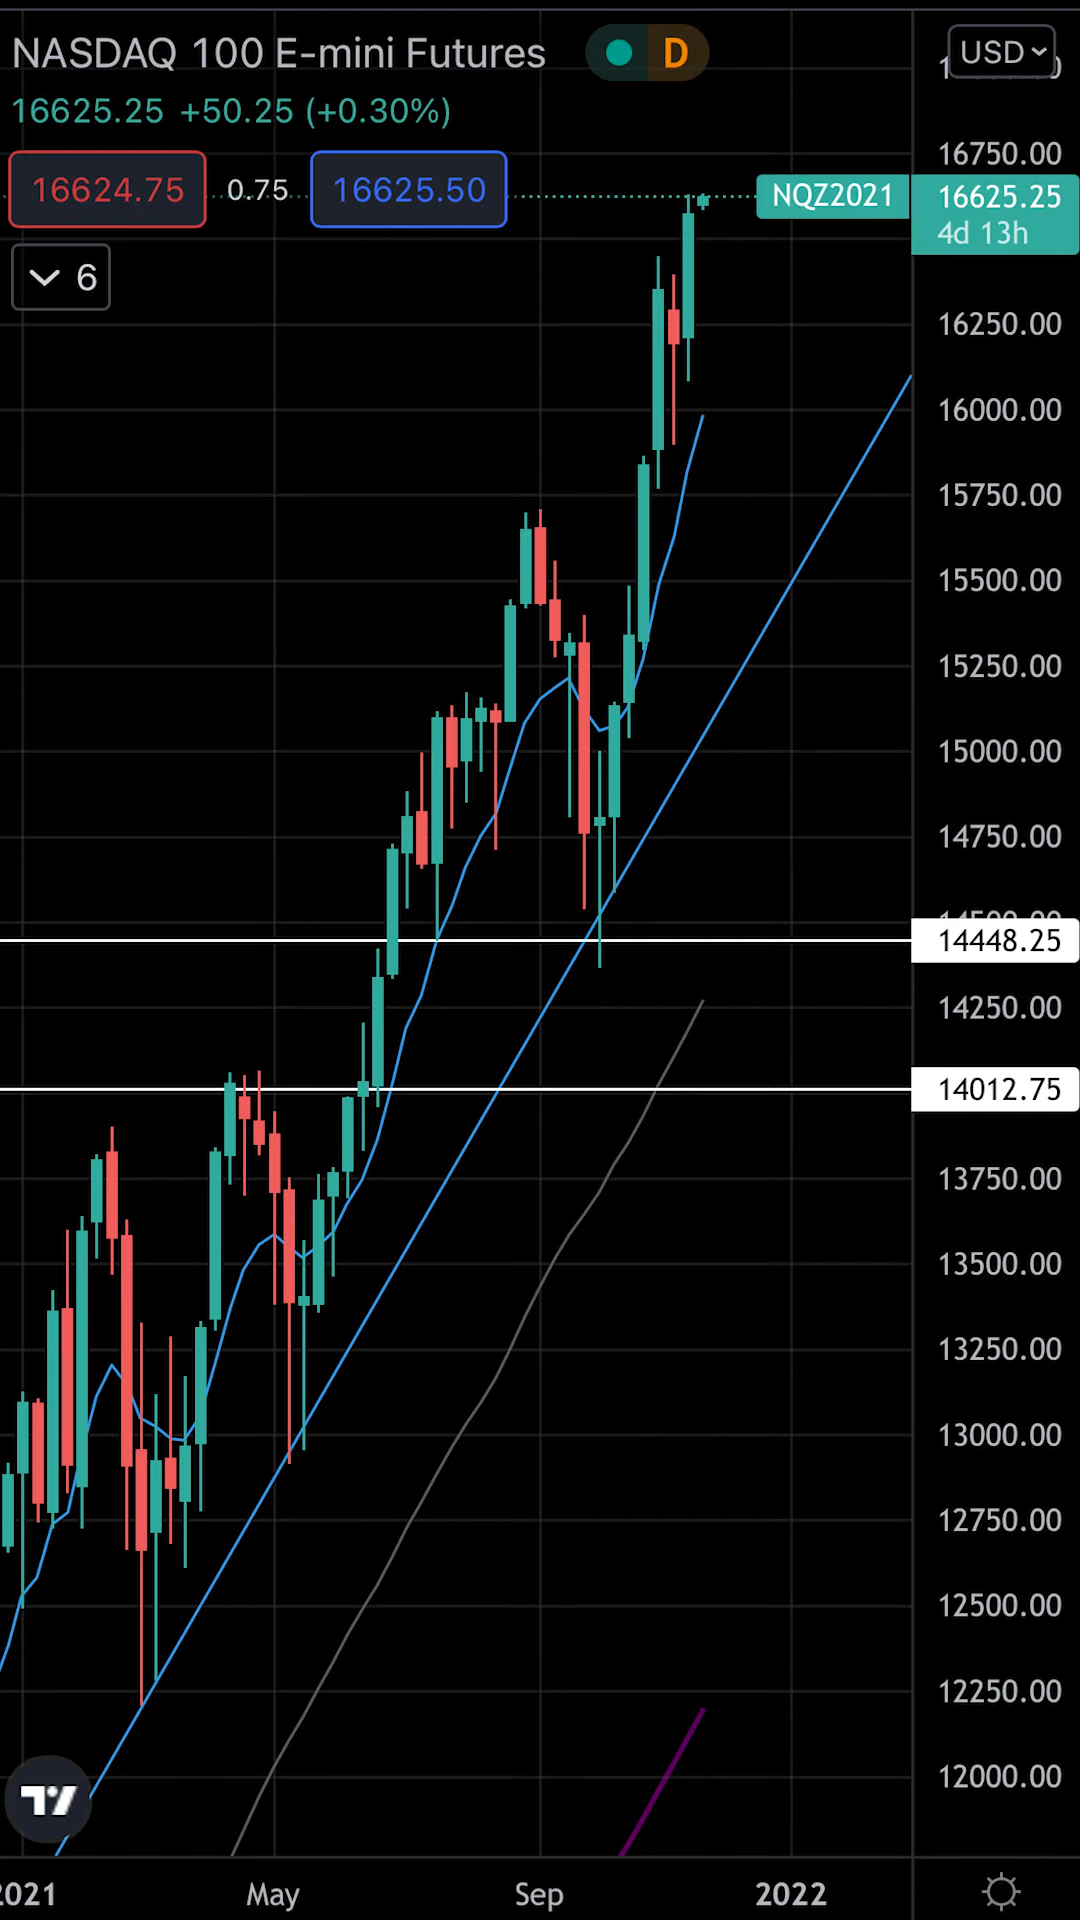 NASDAQ 100 E-mini Futures D
USD
16625.25 +50.25 (+0.30%)
16750.00
16624.75 0.75 16625.50
NQZ2021 16625.25
4d 13h
6
16250.00
16000.00
15750.00
15500.00
15250.00
15000.00
14750.00
14448.25
14250.00
14012.75
13750.00
13500.00
13250.00
13000.00
12750.00
12500.00
12250.00
12000.00
2021 May Sep 2022